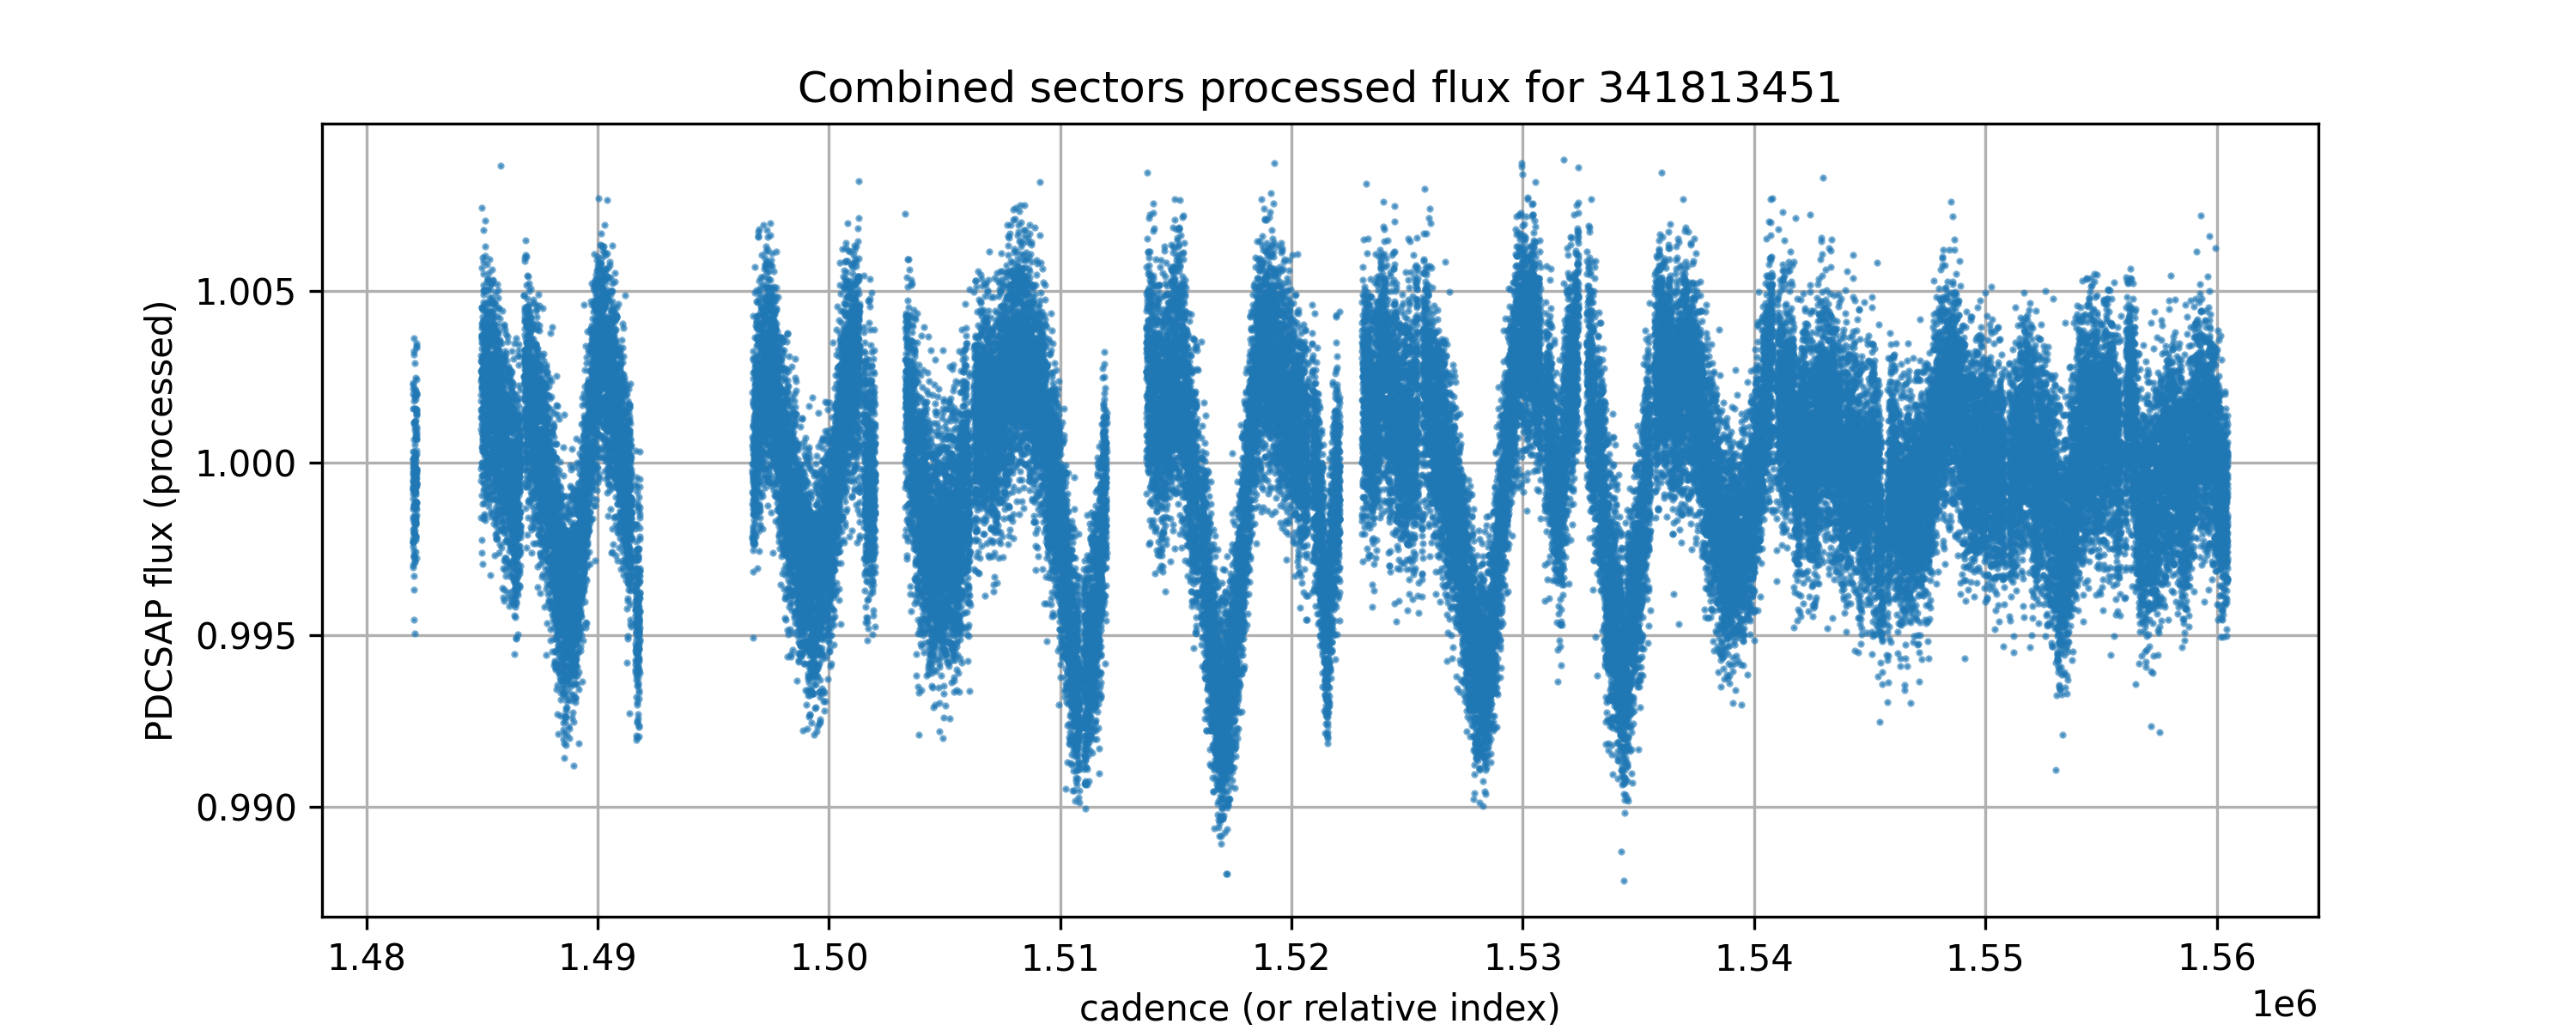 Combined sectors processed flux for 341813451
PDCSAP flux (processed)
1.005
1.000
0.995
0.990
1.48 1.49 1.50 1.51 1.52 1.53 1.54 1.55 1.56
1e6
cadence (or relative index)